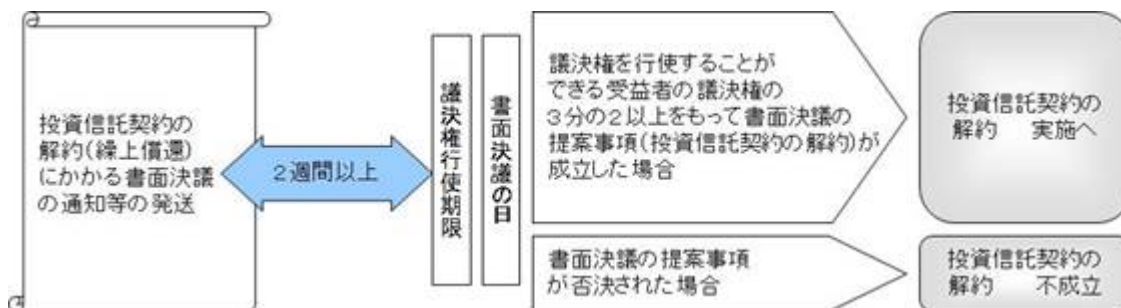 投資信託契約の
解約(繰上償還)
にかかる書面決議
の通知等の発送
2週間以上
議決権行使期限
書面決議の日
議決権を行使することが
できる受益者の議決権の
3分の2以上をもって書面決議の
提案事項(投資信託契約の解約)が
成立した場合
投資信託契約の
解約　実施へ
書面決議の提案事項
が否決された場合
投資信託契約の
解約　不成立